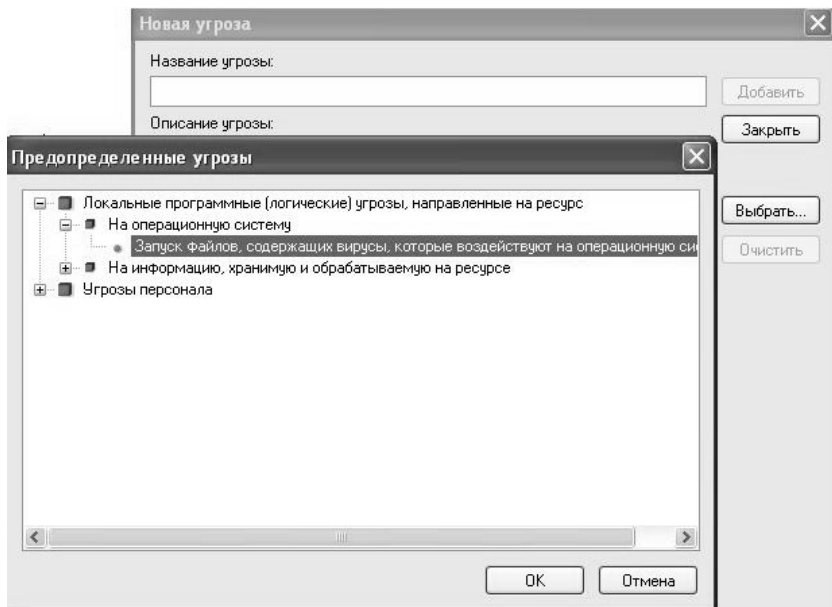 Новая угроза
Название угрозы:
Добавить
Описание угрозы:
Закрыть
Предопределенные угрозы
Выбрать...
Очистить
Локальные программные (логические) угрозы, направленные на ресурс
На операционную систему
Запуск файлов, содержащих вирусы, которые воздействуют на операционную си
На информацию, хранимую и обрабатываемую на ресурсе
Угрозы персонала
OK
Отмена